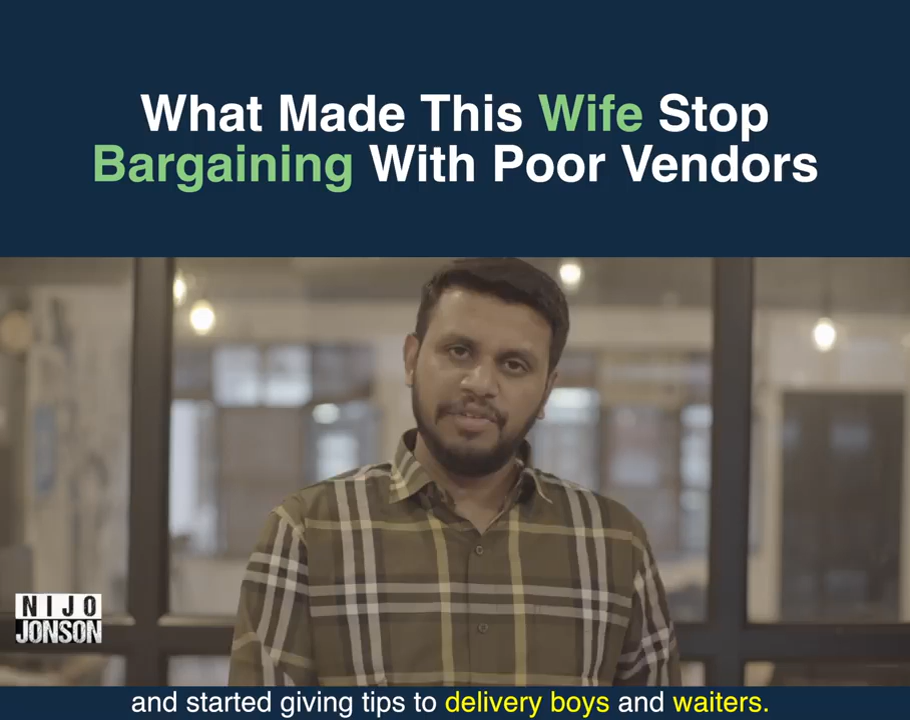 What Made This Wife Stop
Bargaining With Poor Vendors
NIJO
JONSON
and started giving tips to delivery boys and waiters.